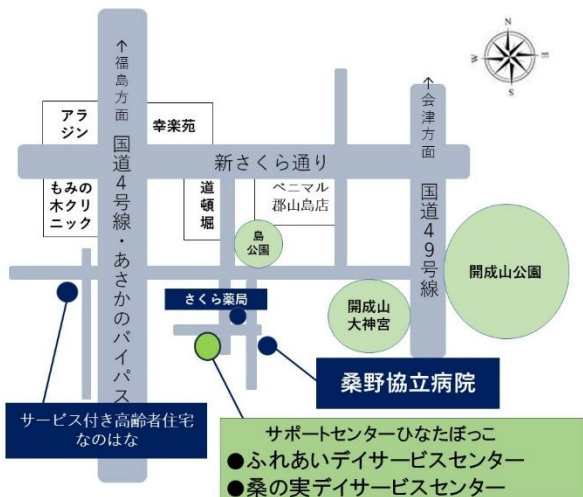 N
E
S
W
↑福島方面
国道4号線・あさかのバイパス
↑会津方面
国道49号線
アラ
ジン
幸楽苑
新さくら通り
もみの
木クリ
ニック
道頓堀
ベニマル
郡山島店
島
公園
開成山公園
さくら薬局
開成山
大神宮
桑野協立病院
サービス付き高齢者住宅
なのはな
サポートセンターひなたぼっこ
●ふれあいデイサービスセンター
●桑の実デイサービスセンター